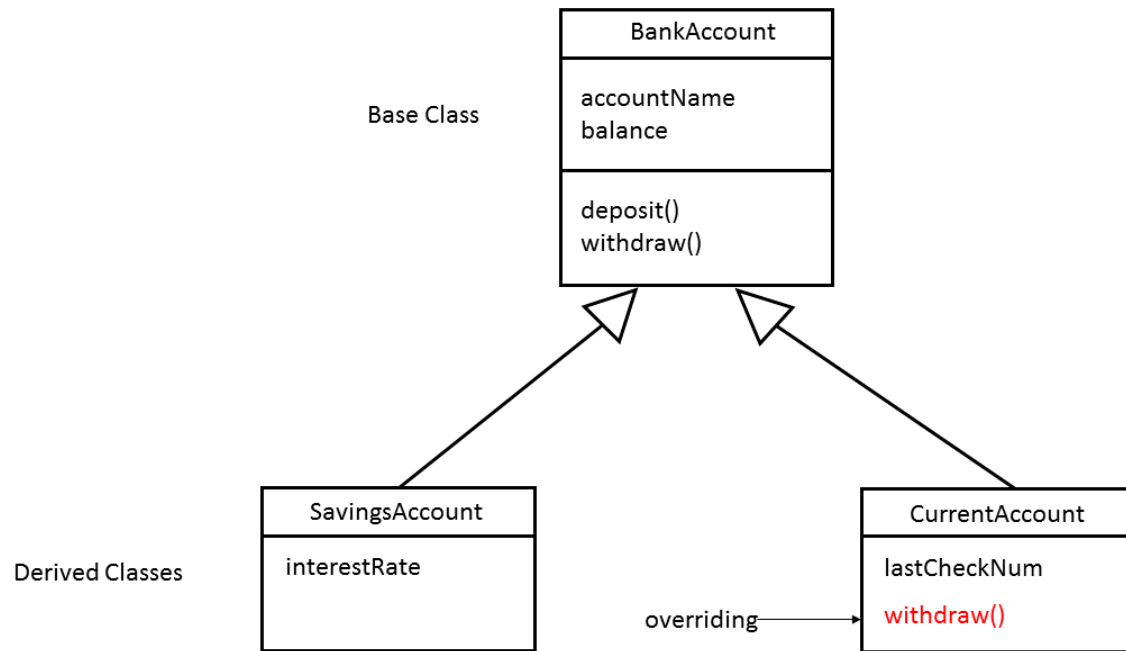 BankAccount
Base Class
accountName
balance
deposit()
withdraw()
SavingsAccount
CurrentAccount
Derived Classes
interestRate
lastCheckNum
overriding
withdraw()